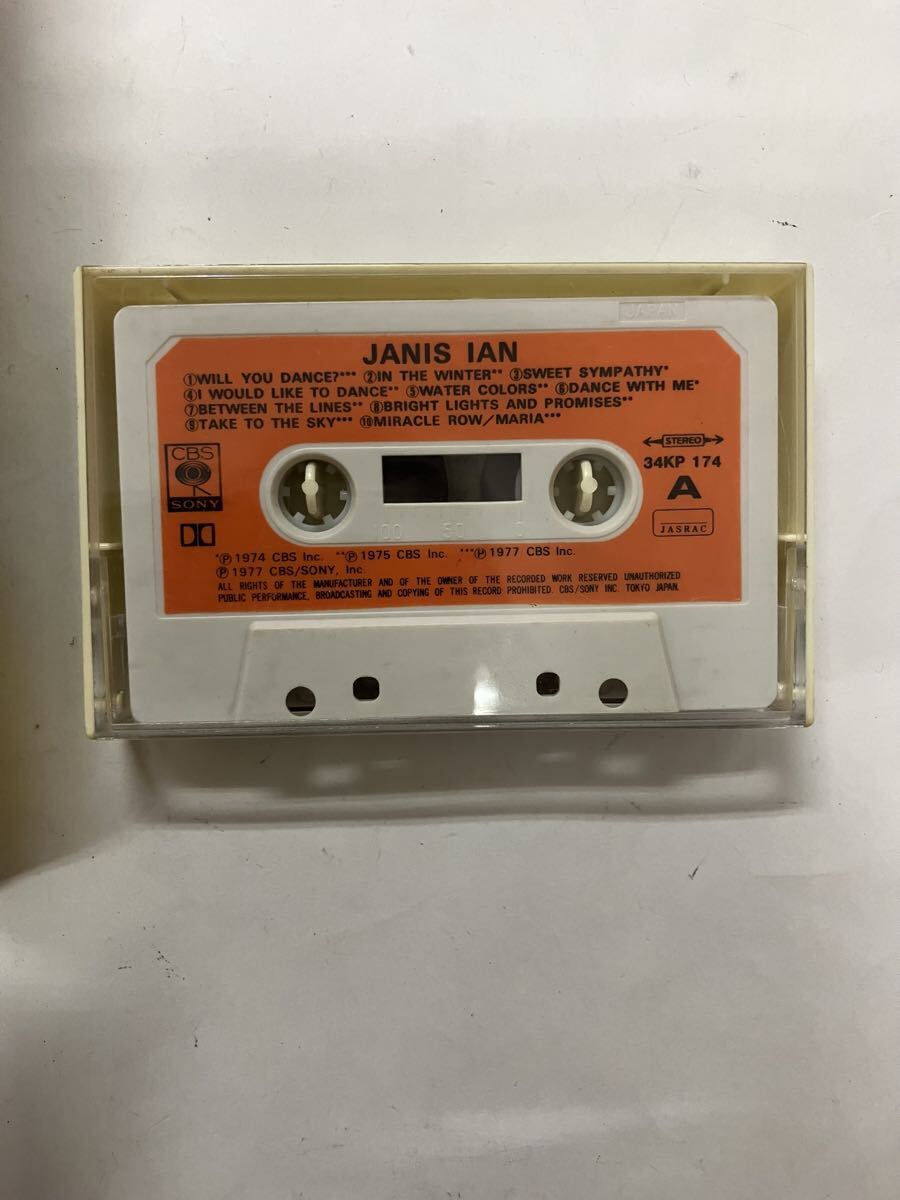 JAPAN
JANIS IAN
①WILL YOU DANCE?*** ②IN THE WINTER** ③SWEET SYMPATHY*
④I WOULD LIKE TO DANCE** ⑤WATER COLORS** ⑥DANCE WITH ME*
⑦BETWEEN THE LINES** ⑧BRIGHT LIGHTS AND PROMISES**
⑨TAKE TO THE SKY*** ⑩MIRACLE ROW/MARIA***
CBS
SONY
STEREO
34KP 174
A
JASRAC
100 50 0
*Ⓟ1974 CBS Inc. **Ⓟ1975 CBS Inc. ***Ⓟ1977 CBS Inc.
Ⓟ1977 CBS/SONY, Inc.
ALL RIGHTS OF THE MANUFACTURER AND OF THE OWNER OF THE RECORDED WORK RESERVED UNAUTHORIZED
PUBLIC PERFORMANCE, BROADCASTING AND COPYING OF THIS RECORD PROHIBITED. CBS/SONY INC. TOKYO JAPAN.